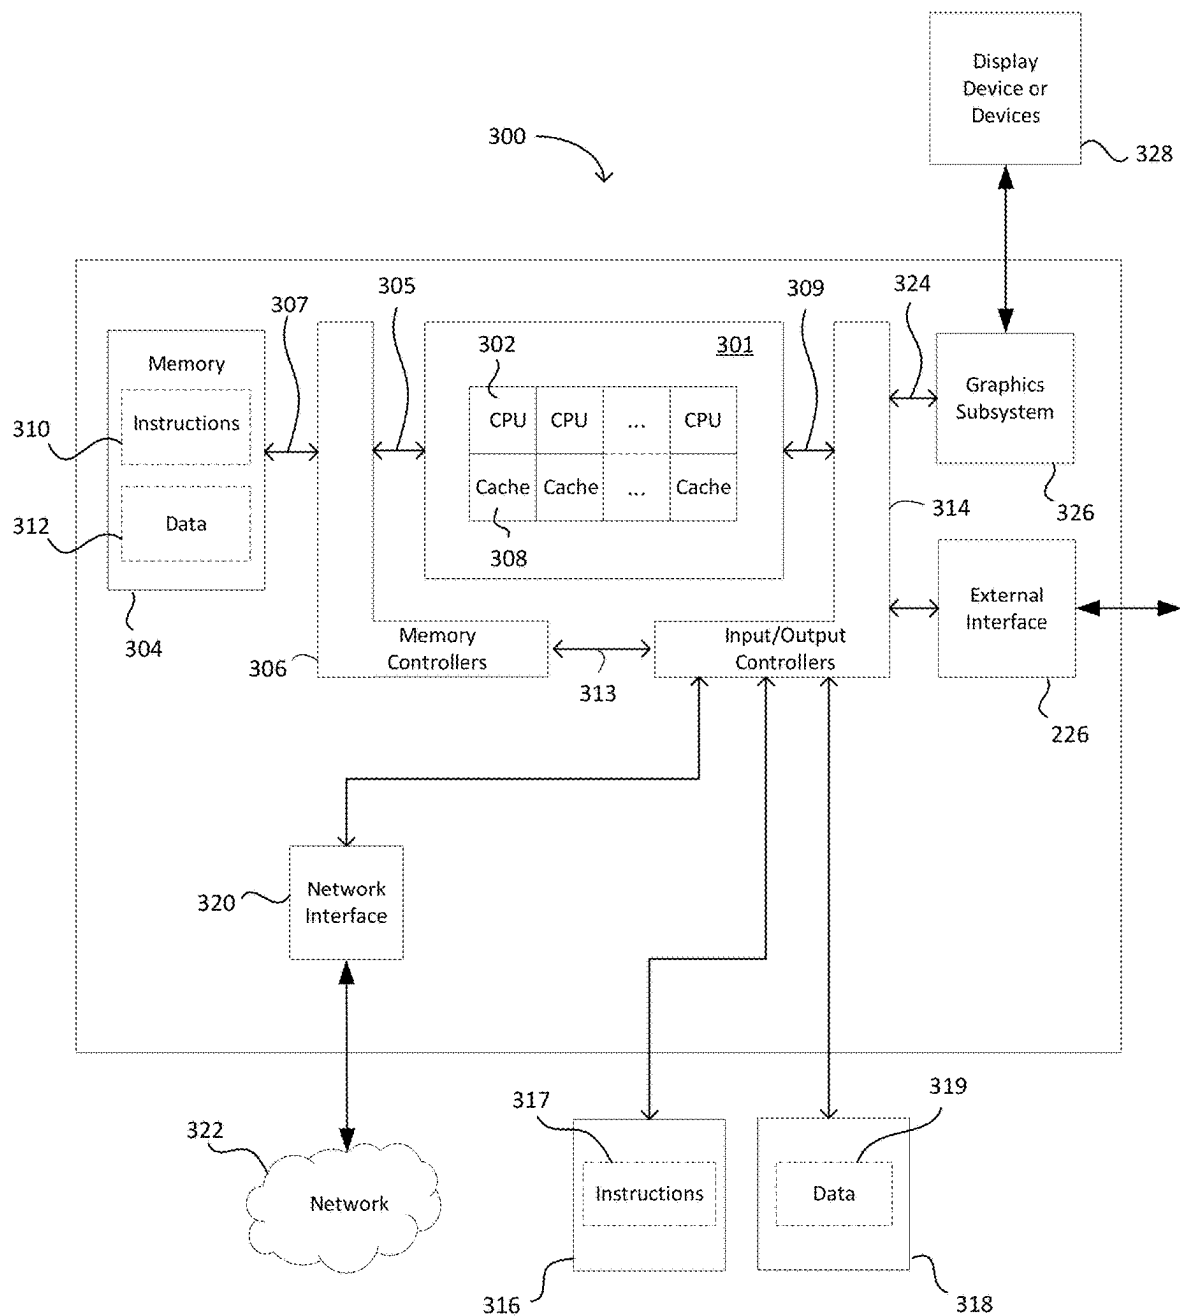 Display
Device or
Devices
328
300
307
305
309
324
Memory
310
Instructions
312
Data
304
302
301
CPU
CPU
...
CPU
Cache
Cache
...
Cache
308
Graphics
Subsystem
326
314
External
Interface
226
Memory
Controllers
306
313
Input/Output
Controllers
320
Network
Interface
322
Network
317
Instructions
316
319
Data
318